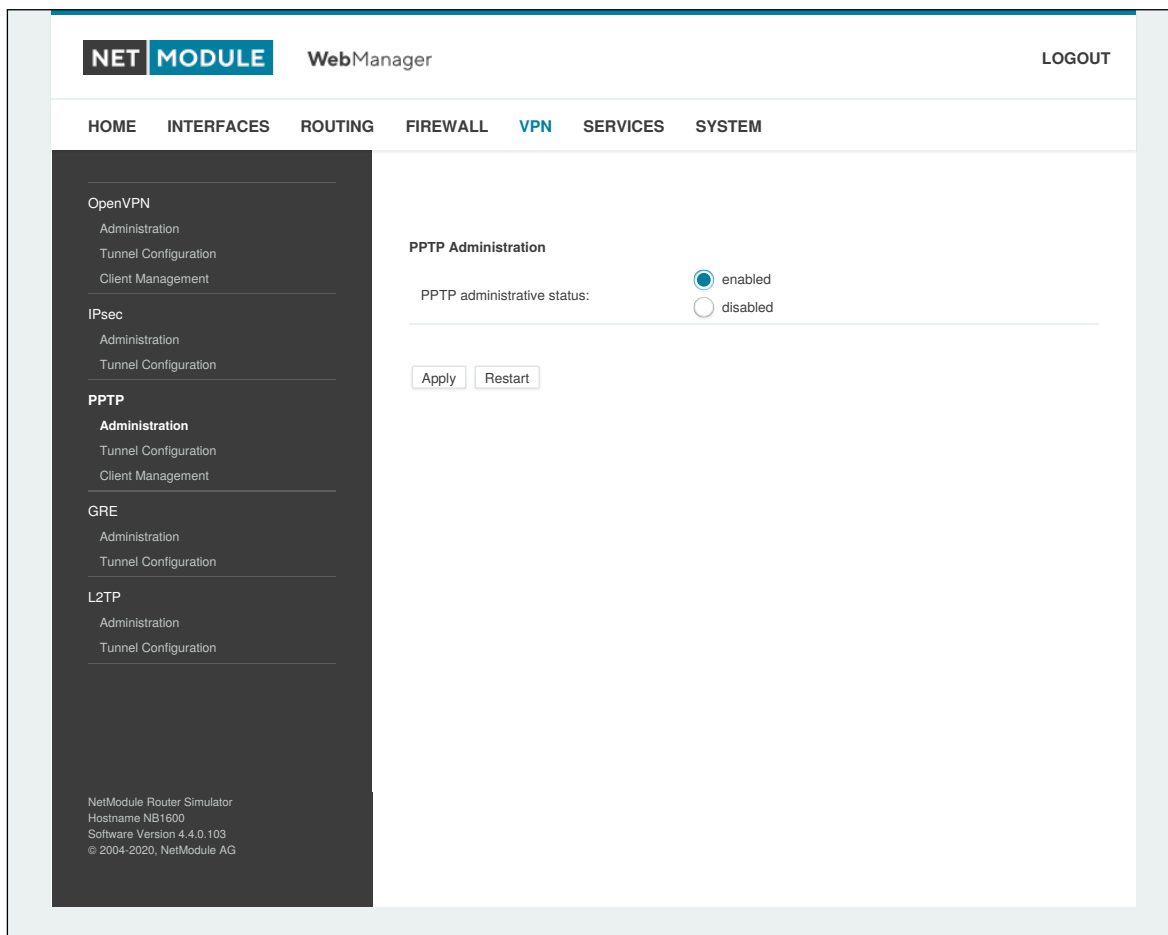 NET MODULE WebManager LOGOUT
HOME INTERFACES ROUTING FIREWALL VPN SERVICES SYSTEM
OpenVPN
Administration
Tunnel Configuration
Client Management
IPsec
Administration
Tunnel Configuration
PPTP
Administration
Tunnel Configuration
Client Management
GRE
Administration
Tunnel Configuration
L2TP
Administration
Tunnel Configuration
NetModule Router Simulator
Hostname NB1600
Software Version 4.4.0.103
© 2004-2020, NetModule AG
PPTP Administration
PPTP administrative status:
enabled
disabled
Apply Restart